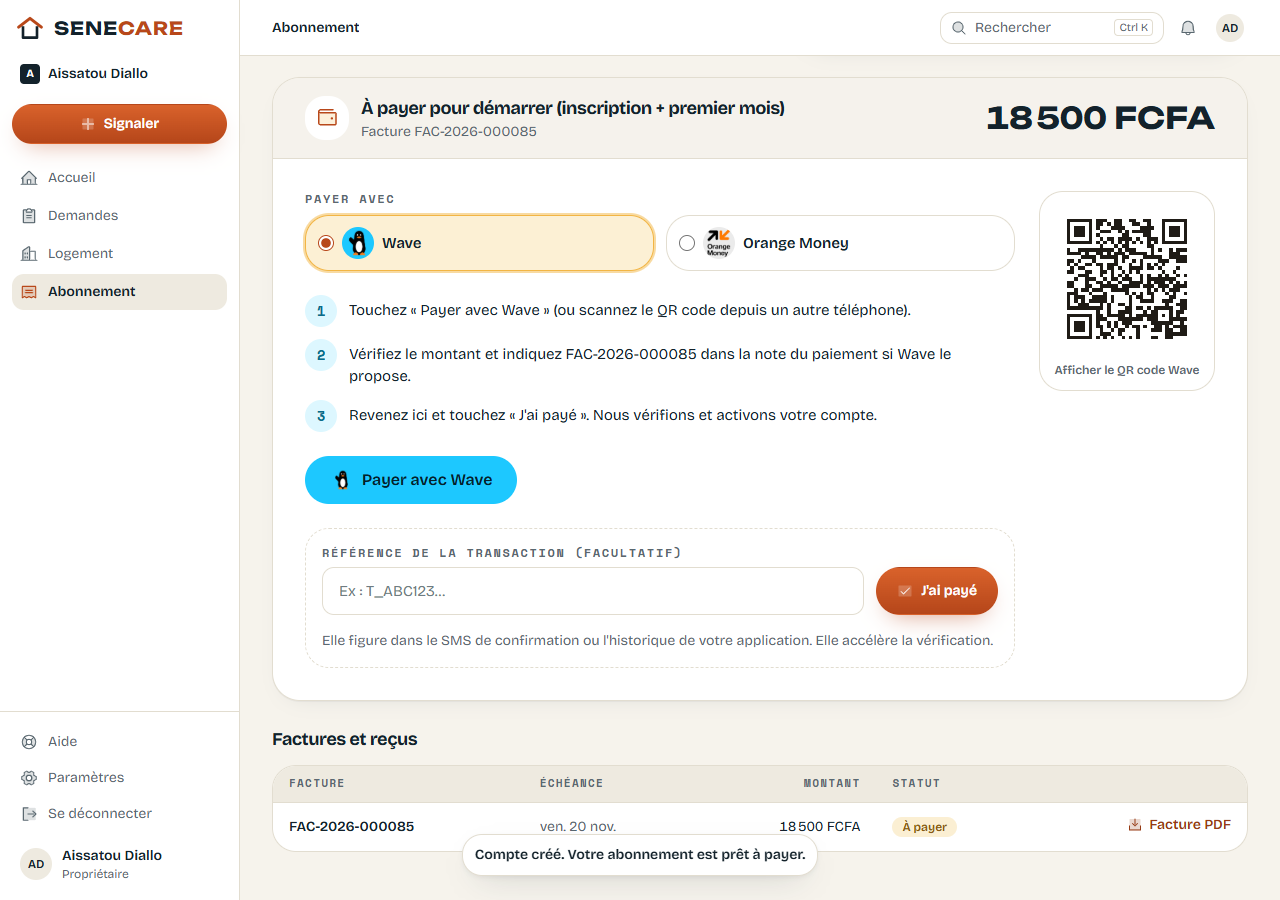 SENECARE
Abonnement
Rechercher
Ctrl K
AD
A
Aissatou Diallo
Signaler
Accueil
Demandes
Logement
Abonnement
À payer pour démarrer (inscription + premier mois)
Facture FAC-2026-000085
18 500 FCFA
PAYER AVEC
Wave
Orange Money
Orange Money
1
Touchez « Payer avec Wave » (ou scannez le QR code depuis un autre téléphone).
2
Vérifiez le montant et indiquez FAC-2026-000085 dans la note du paiement si Wave le
propose.
3
Revenez ici et touchez « J'ai payé ». Nous vérifions et activons votre compte.
Afficher le QR code Wave
Payer avec Wave
RÉFÉRENCE DE LA TRANSACTION (FACULTATIF)
Ex : T_ABC123...
J'ai payé
Elle figure dans le SMS de confirmation ou l'historique de votre application. Elle accélère la vérification.
Factures et reçus
FACTURE
ÉCHÉANCE
MONTANT
STATUT
FAC-2026-000085
ven. 20 nov.
18 500 FCFA
À payer
Facture PDF
Compte créé. Votre abonnement est prêt à payer.
Aide
Paramètres
Se déconnecter
AD
Aissatou Diallo
Propriétaire